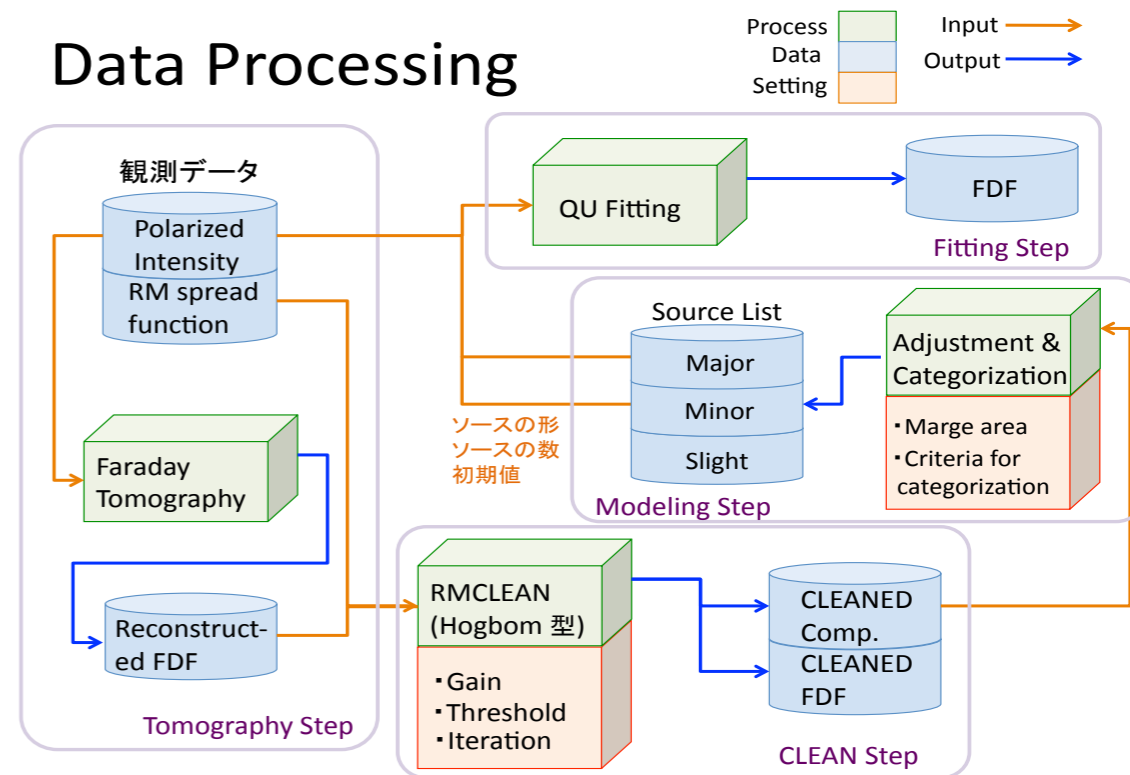 Data Processing
Process
Data
Setting
Input
Output
観測データ
Polarized
Intensity
RM spread
function
Faraday
Tomography
Reconstruct-
ed FDF
Tomography Step
QU Fitting
FDF
Fitting Step
Source List
Major
Minor
Slight
ソースの形
ソースの数
初期値
Adjustment &
Categorization
・Marge area
・Criteria for
categorization
Modeling Step
RMCLEAN
(Hogbom 型)
・Gain
・Threshold
・Iteration
CLEANED
Comp.
CLEANED
FDF
CLEAN Step